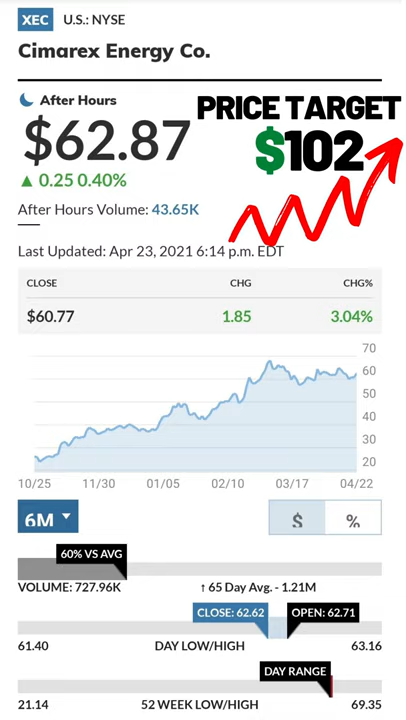 XEC U.S.: NYSE
Cimarex Energy Co.
After Hours
PRICE TARGET
$62.87
$102
▲ 0.25 0.40%
After Hours Volume: 43.65K
Last Updated: Apr 23, 2021 6:14 p.m. EDT
CLOSE CHG CHG%
$60.77 1.85 3.04%
70
60
50
40
30
20
10/25 11/30 01/05 02/10 03/17 04/22
6M $ %
60% VS AVG
VOLUME: 727.96K ↑ 65 Day Avg. - 1.21M
CLOSE: 62.62 OPEN: 62.71
61.40 DAY LOW/HIGH 63.16
DAY RANGE
21.14 52 WEEK LOW/HIGH 69.35